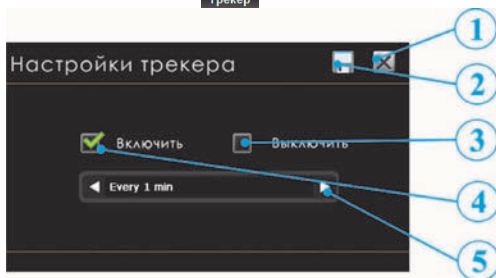 Трекер
Настройки трекера
1
2
Включить
Выключить
3
Every 1 min
4
5